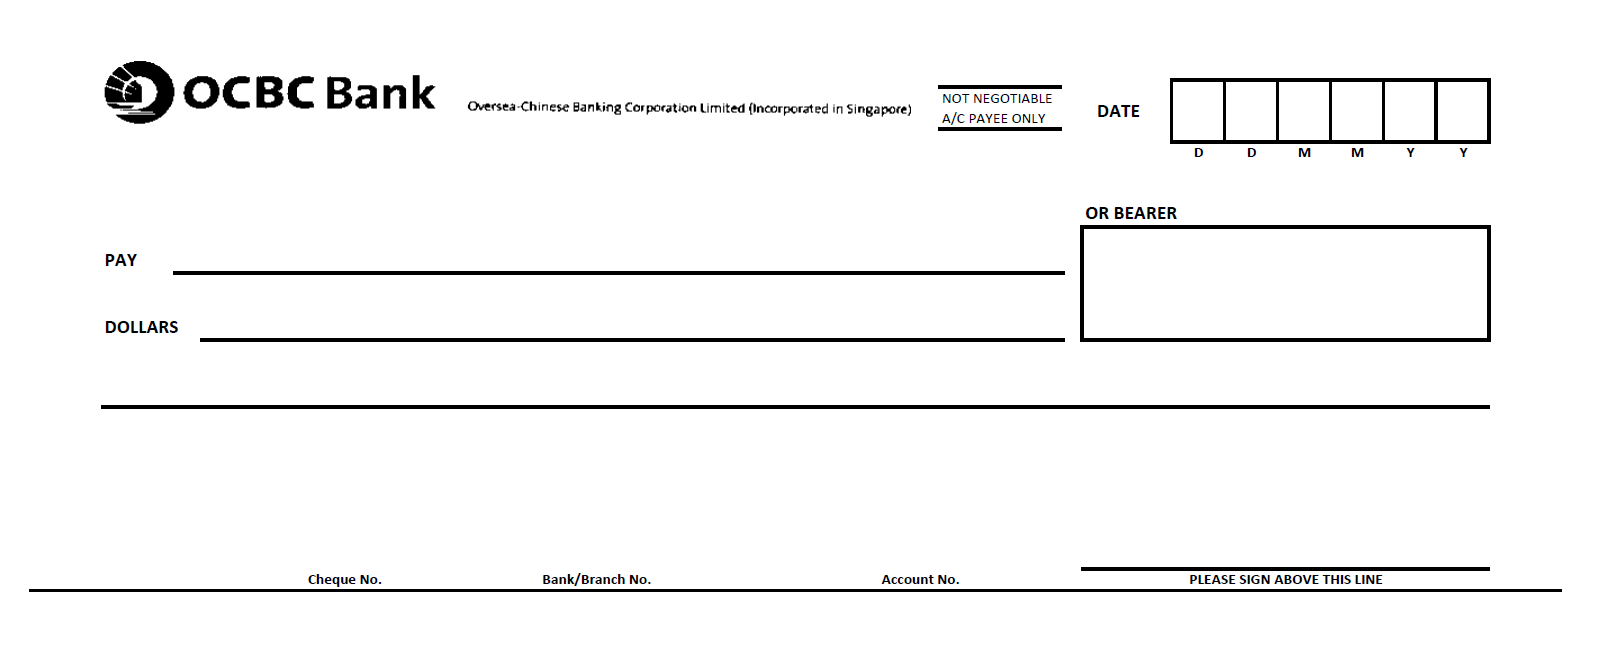 OCBC Bank
Oversea-Chinese Banking Corporation Limited (Incorporated in Singapore)
NOT NEGOTIABLE
A/C PAYEE ONLY
DATE
D D M M Y Y
OR BEARER
PAY
DOLLARS
Cheque No. Bank/Branch No. Account No. PLEASE SIGN ABOVE THIS LINE